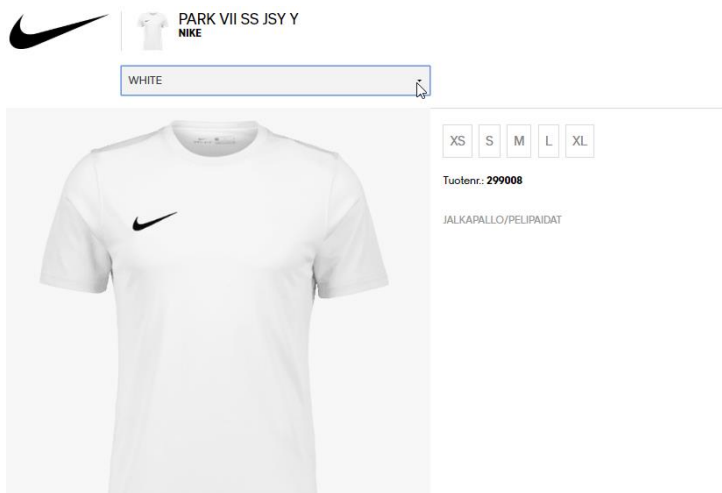 PARK VII SS JSY Y
NIKE
WHITE
XS S M L XL
Tuotenr.: 299008
JALKAPALLO/PELIPAIDAT